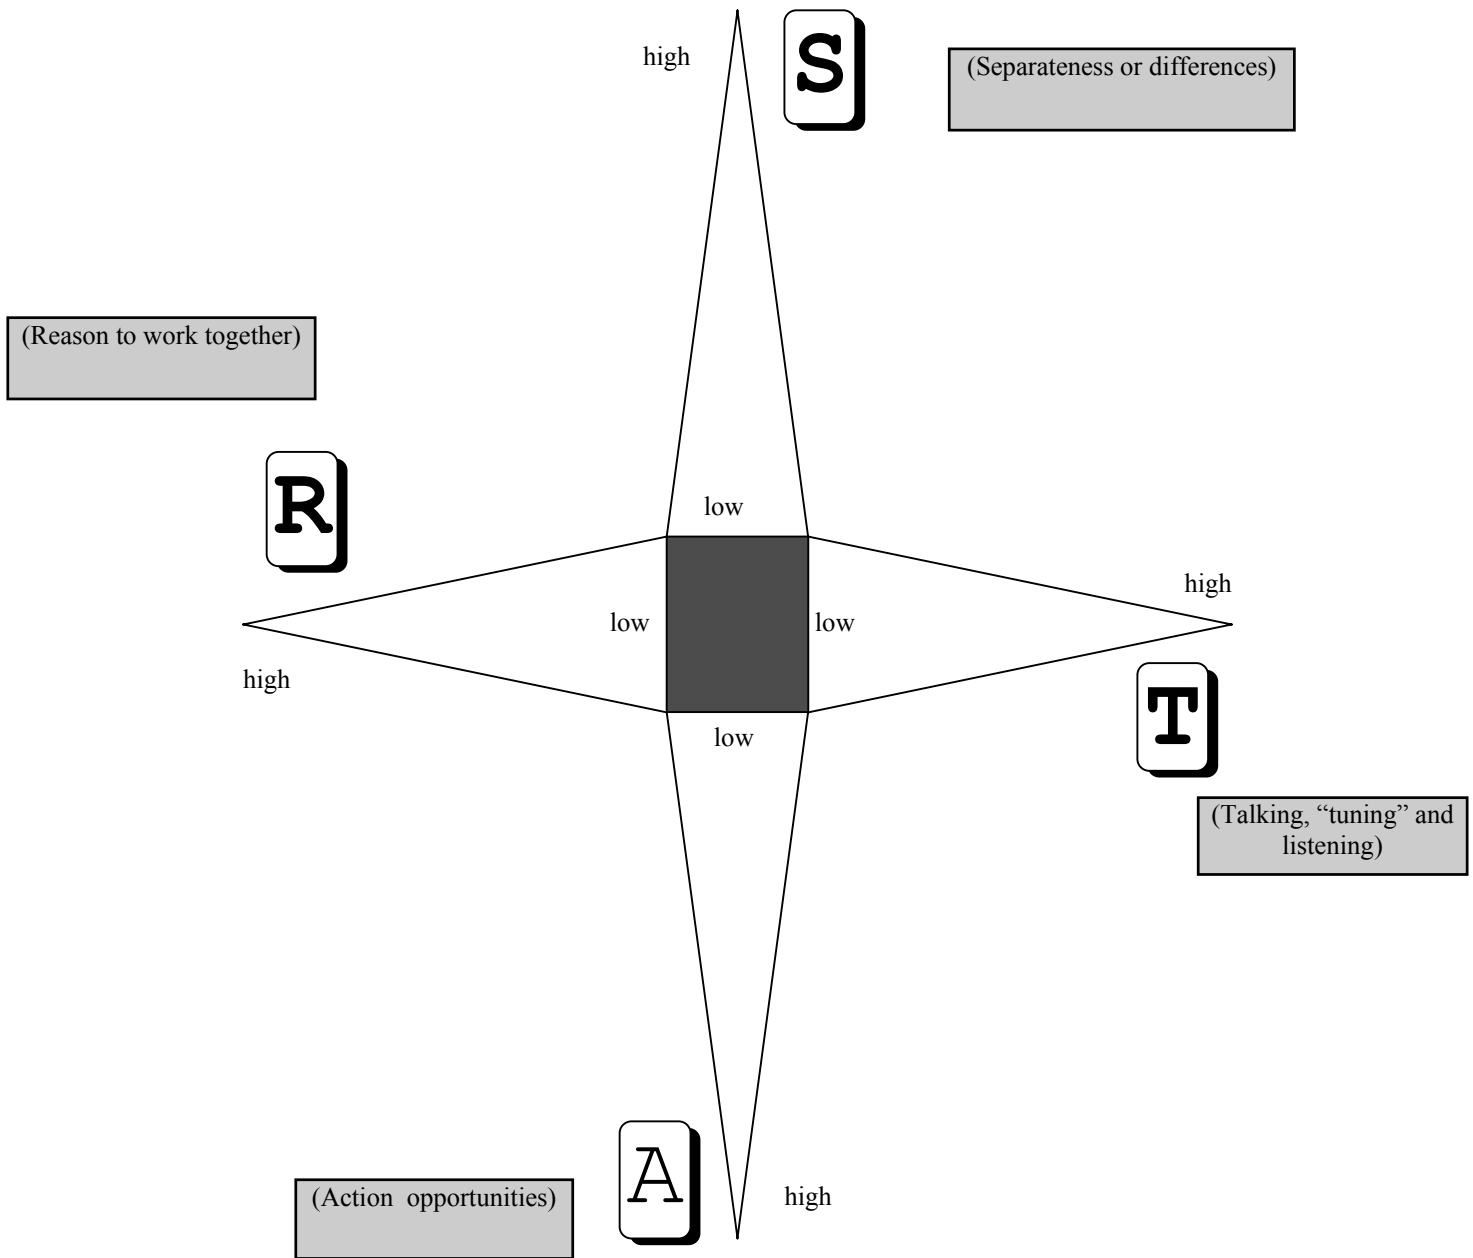 high
S
(Separateness or differences)
(Reason to work together)
R
low
high
low
low
high
T
low
(Talking, “tuning” and
listening)
A
(Action opportunities)
high